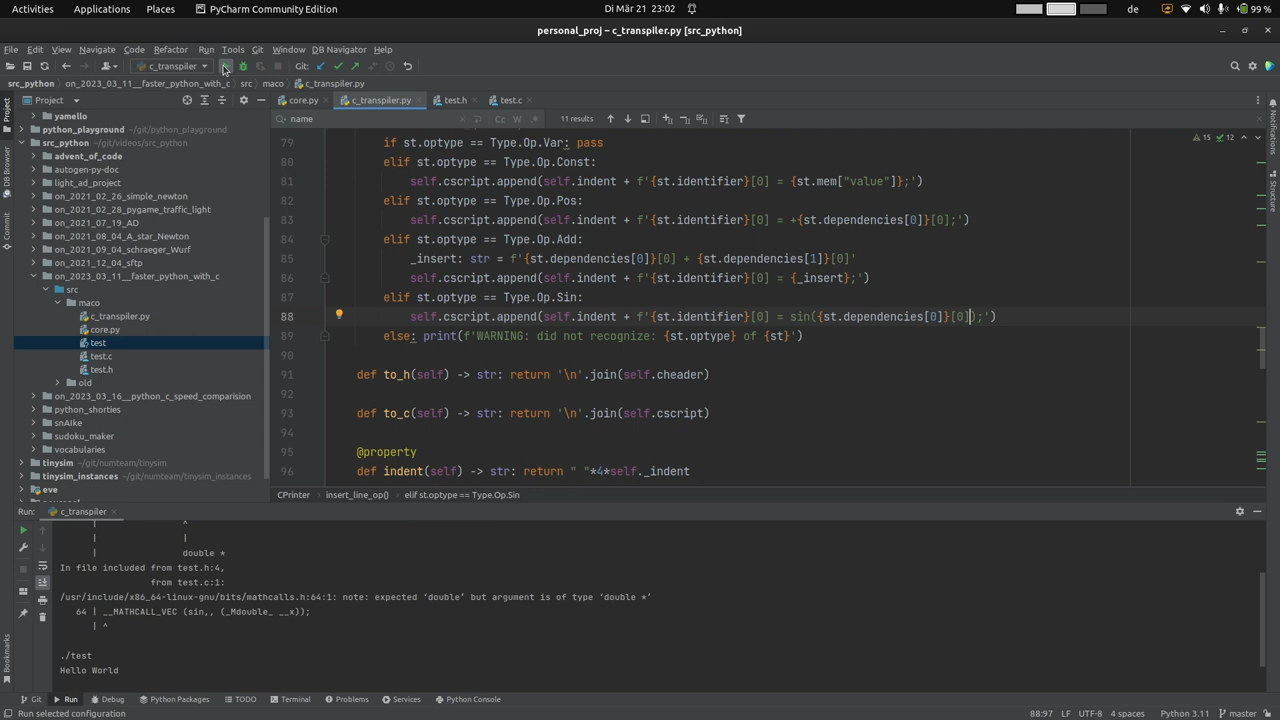 Activities Applications Places PyCharm Community Edition Di Mär 21 23:02 de 99 %
personal_proj – c_transpiler.py [src_python]
File Edit View Navigate Code Refactor Run Tools Git Window DB Navigator Help
c_transpiler Git:
src_python on_2023_03_11__faster_python_with_c src maco c_transpiler.py
Project core.py c_transpiler.py test.h test.c
name Cc W .* 11 results
15 12
yamello
python_playground ~/git/python_playground
src_python ~/git/videos/src_python
advent_of_code
autogen-py-doc
light_ad_project
on_2021_02_26_simple_newton
on_2021_02_28_pygame_traffic_light
on_2021_07_19_AD
on_2021_08_04_A_star_Newton
on_2021_09_04_schraeger_Wurf
on_2021_12_04_sftp
on_2023_03_11__faster_python_with_c
src
maco
c_transpiler.py
core.py
test
test.c
test.h
old
on_2023_03_16__python_c_speed_comparision
python_shorties
snAIke
sudoku_maker
vocabularies
tinysim ~/git/numteam/tinysim
tinysim_instances ~/git/numteam/tinysim_instances
eve
79 if st.optype == Type.Op.Var: pass
80 elif st.optype == Type.Op.Const:
81 self.cscript.append(self.indent + f'{st.identifier}[0] = {st.mem["value"]};')
82 elif st.optype == Type.Op.Pos:
83 self.cscript.append(self.indent + f'{st.identifier}[0] = +{st.dependencies[0]}[0];')
84 elif st.optype == Type.Op.Add:
85 _insert: str = f'{st.dependencies[0]}[0] + {st.dependencies[1]}[0]'
86 self.cscript.append(self.indent + f'{st.identifier}[0] = {_insert};')
87 elif st.optype == Type.Op.Sin:
88 self.cscript.append(self.indent + f'{st.identifier}[0] = sin({st.dependencies[0]}[0]);')
89 else: print(f'WARNING: did not recognize: {st.optype} of {st}')
90
91 def to_h(self) -> str: return '\n'.join(self.cheader)
92
93 def to_c(self) -> str: return '\n'.join(self.cscript)
94
95 @property
96 def indent(self) -> str: return " "*4*self._indent
CPrinter insert_line_op() elif st.optype == Type.Op.Sin
Project
DB Browser
Commit
Structure
Bookmarks
Notifications
SciView
Run: c_transpiler
| ^
| |
| double *
In file included from test.h:4,
from test.c:1:
/usr/include/x86_64-linux-gnu/bits/mathcalls.h:64:1: note: expected ‘double’ but argument is of type ‘double *’
64 | __MATHCALL_VEC (sin,, (_Mdouble_ __x));
| ^
./test
Hello World
Git Run Debug Python Packages TODO Terminal Problems Services Python Console
Run selected configuration 88:97 LF UTF-8 4 spaces Python 3.11 master